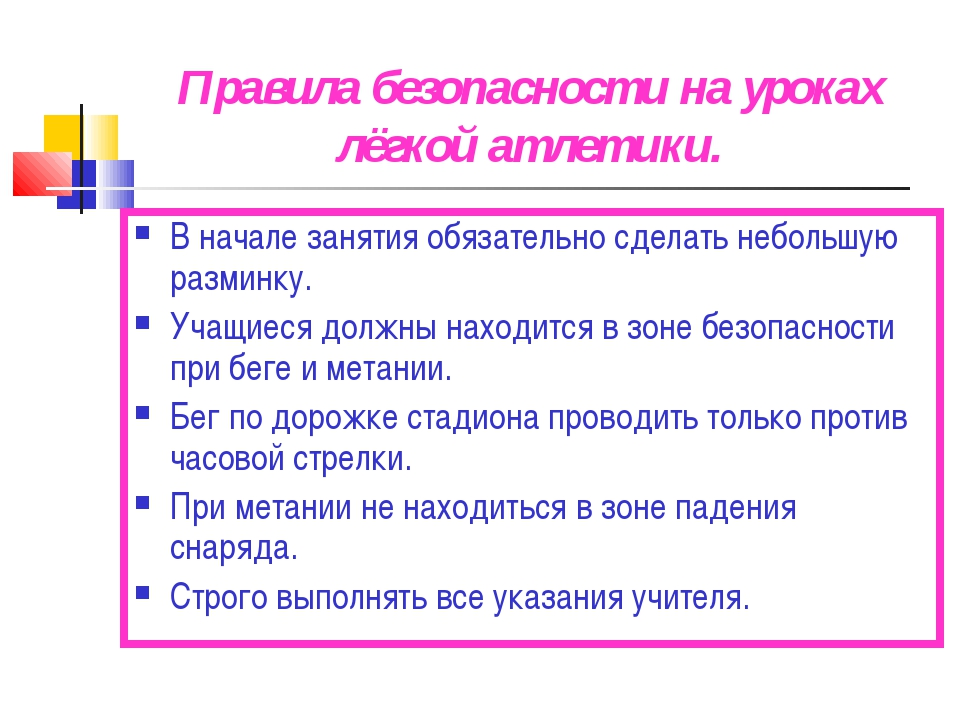 Правила безопасности на уроках
лёгкой атлетики.
В начале занятия обязательно сделать небольшую
разминку.
Учащиеся должны находится в зоне безопасности
при беге и метании.
Бег по дорожке стадиона проводить только против
часовой стрелки.
При метании не находиться в зоне падения
снаряда.
Строго выполнять все указания учителя.